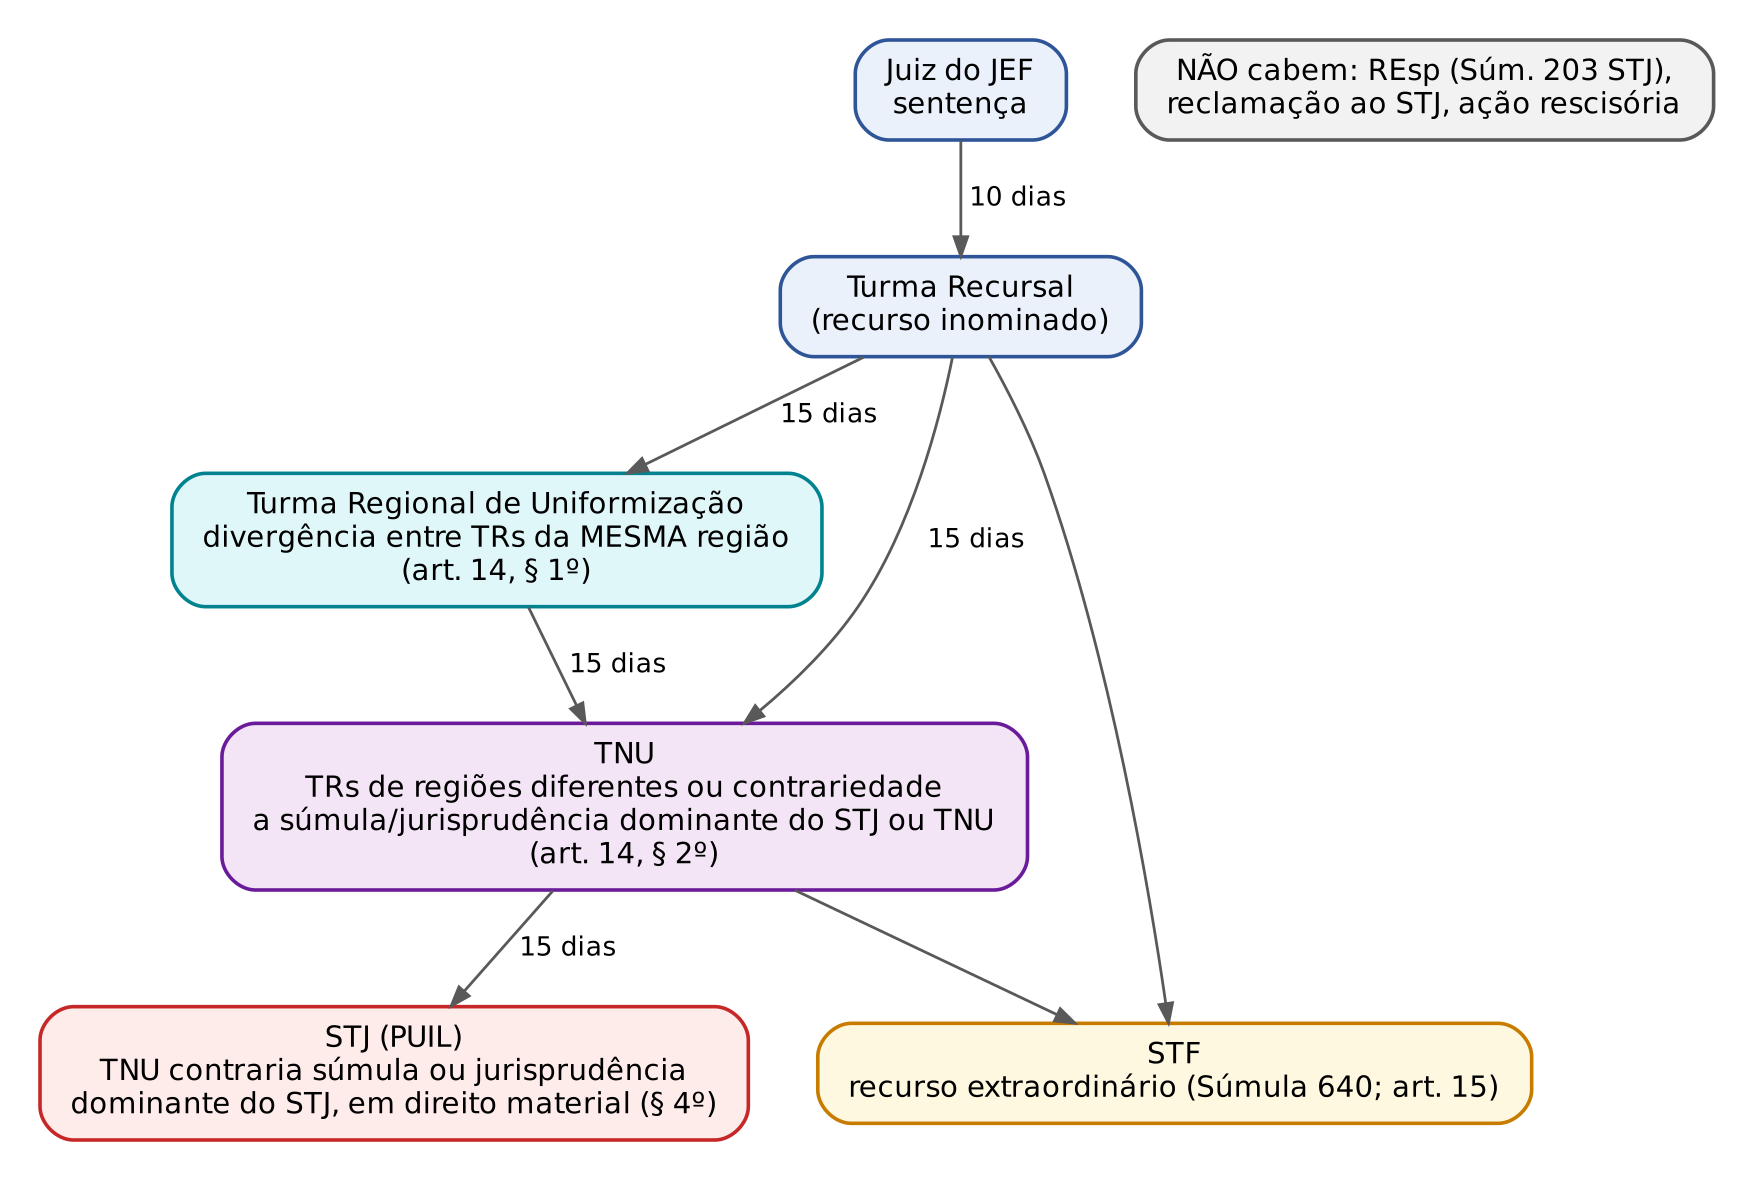 Juiz do JEF
sentença
NÃO cabem: REsp (Súm. 203 STJ),
reclamação ao STJ, ação rescisória
10 dias
Turma Recursal
(recurso inominado)
15 dias
Turma Regional de Uniformização
divergência entre TRs da MESMA região
(art. 14, § 1º)
15 dias
15 dias
TNU
TRs de regiões diferentes ou contrariedade
a súmula/jurisprudência dominante do STJ ou TNU
(art. 14, § 2º)
15 dias
STJ (PUIL)
TNU contraria súmula ou jurisprudência
dominante do STJ, em direito material (§ 4º)
STF
recurso extraordinário (Súmula 640; art. 15)